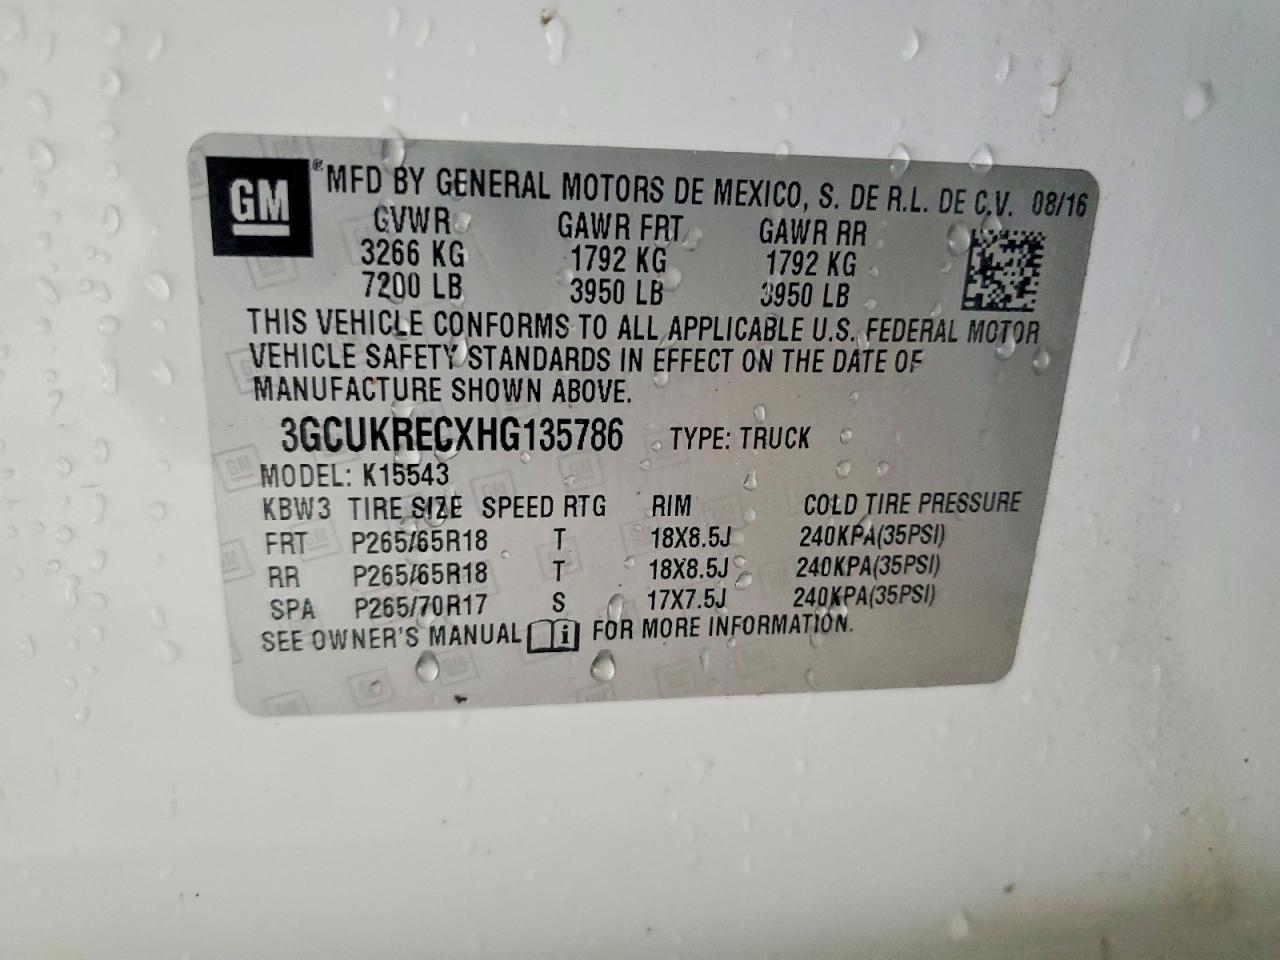 GM ® MFD BY GENERAL MOTORS DE MEXICO, S. DE R.L. DE C.V. 08/16
GVWR GAWR FRT GAWR RR
3266 KG 1792 KG 1792 KG
7200 LB 3950 LB 3950 LB
THIS VEHICLE CONFORMS TO ALL APPLICABLE U.S. FEDERAL MOTOR
VEHICLE SAFETY STANDARDS IN EFFECT ON THE DATE OF
MANUFACTURE SHOWN ABOVE.
3GCUKRECXHG135786 TYPE: TRUCK
MODEL: K15543
KBW3 TIRE SIZE SPEED RTG RIM COLD TIRE PRESSURE
FRT P265/65R18 T 18X8.5J 240KPA(35PSI)
RR P265/65R18 T 18X8.5J 240KPA(35PSI)
SPA P265/70R17 S 17X7.5J 240KPA(35PSI)
SEE OWNER'S MANUAL i FOR MORE INFORMATION.